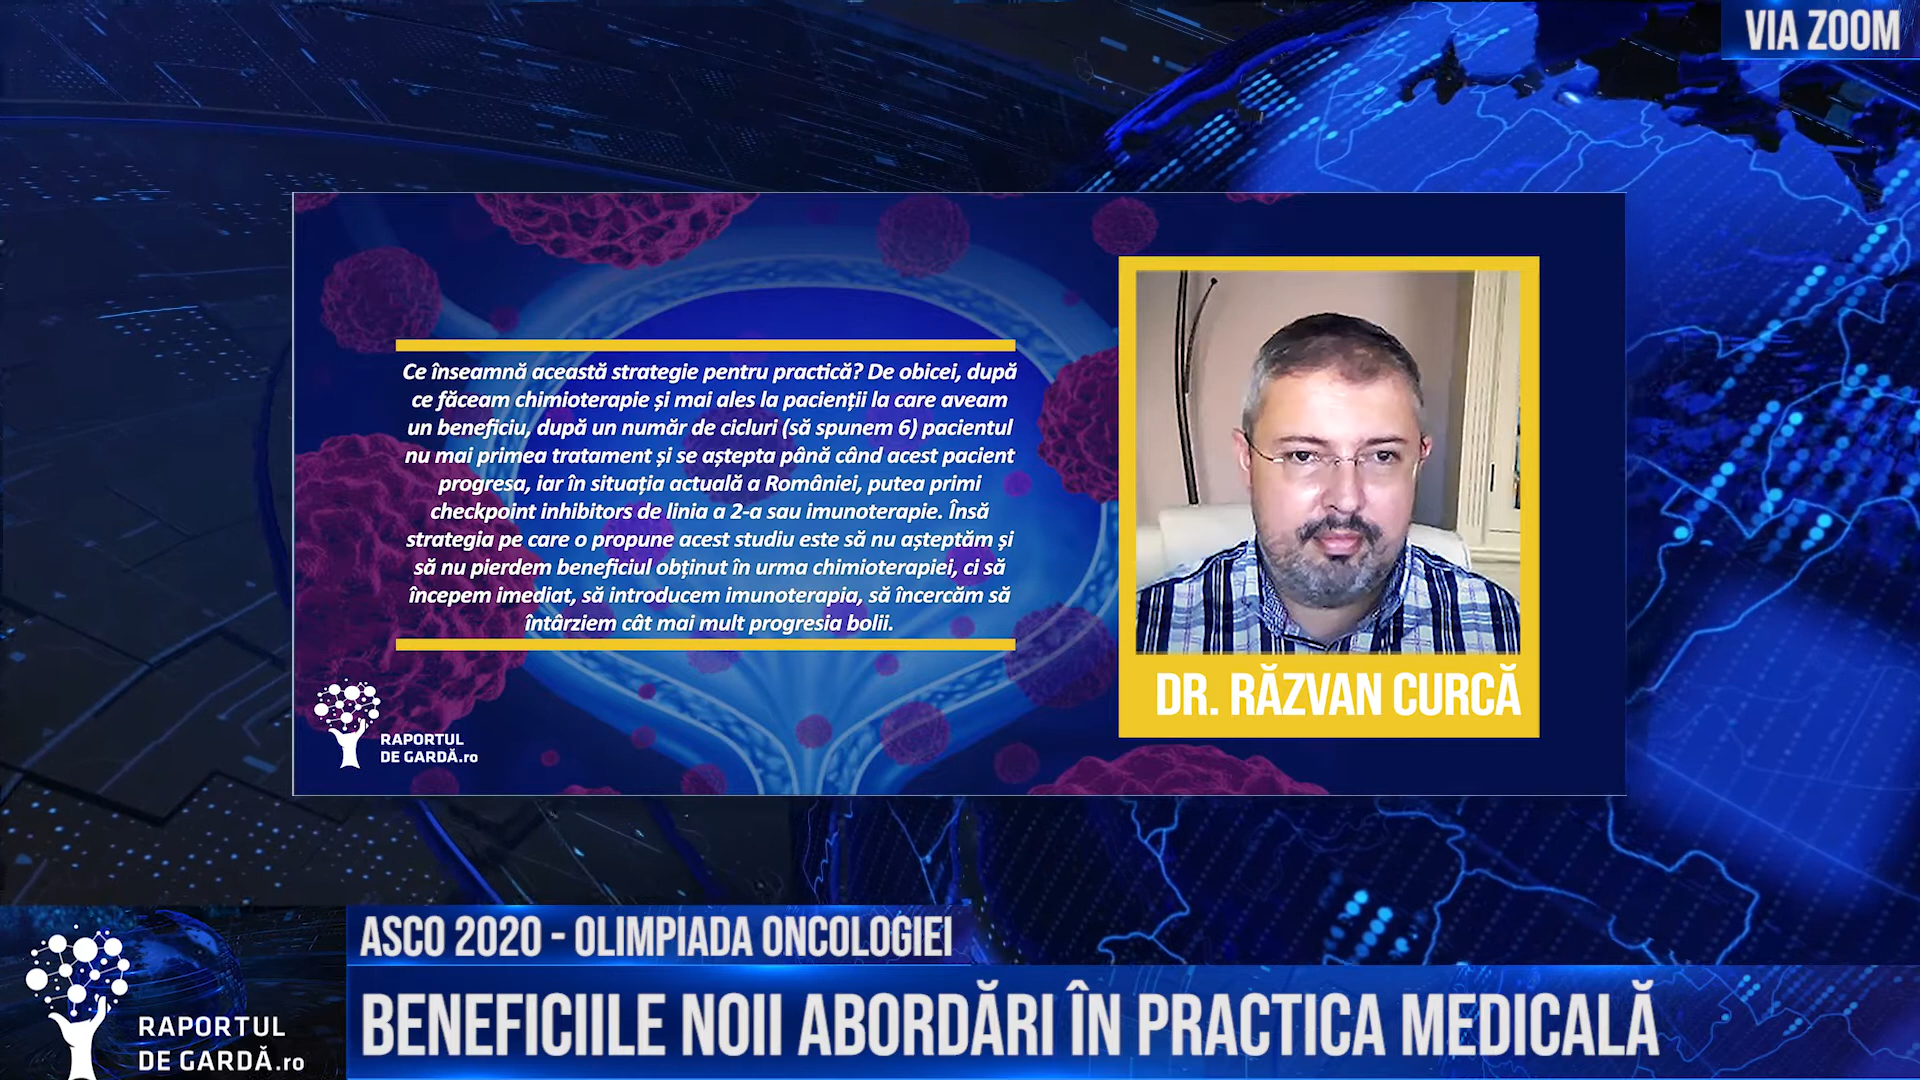 VIA ZOOM
Ce înseamnă această strategie pentru practică? De obicei, după
ce făceam chimioterapie și mai ales la pacienții la care aveam
un beneficiu, după un număr de cicluri (să spunem 6) pacientul
nu mai primea tratament și se aștepta până când acest pacient
progresa, iar în situația actuală a României, putea primi
checkpoint inhibitors de linia a 2-a sau imunoterapie. Însă
strategia pe care o propune acest studiu este să nu așteptăm și
să nu pierdem beneficiul obținut în urma chimioterapiei, ci să
începem imediat, să introducem imunoterapia, să încercăm să
întârziem cât mai mult progresia bolii.
DR. RĂZVAN CURCĂ
RAPORTUL
DE GARDĂ.ro
ASCO 2020 - OLIMPIADA ONCOLOGIEI
BENEFICIILE NOII ABORDĂRI ÎN PRACTICA MEDICALĂ
RAPORTUL
DE GARDĂ.ro